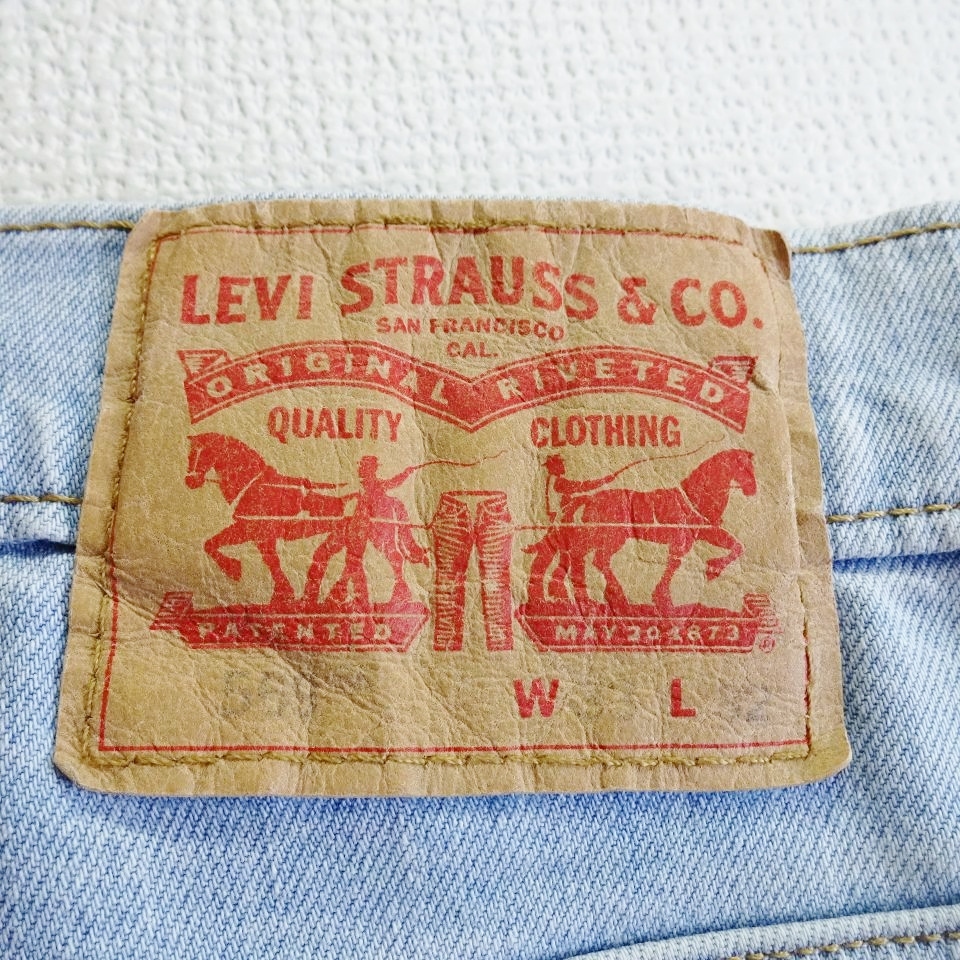 LEVI STRAUSS & CO.
SAN FRANCISCO
CAL.
ORIGINAL RIVETED
QUALITY CLOTHING
PATENTED MAY 20 1873 ®
W L